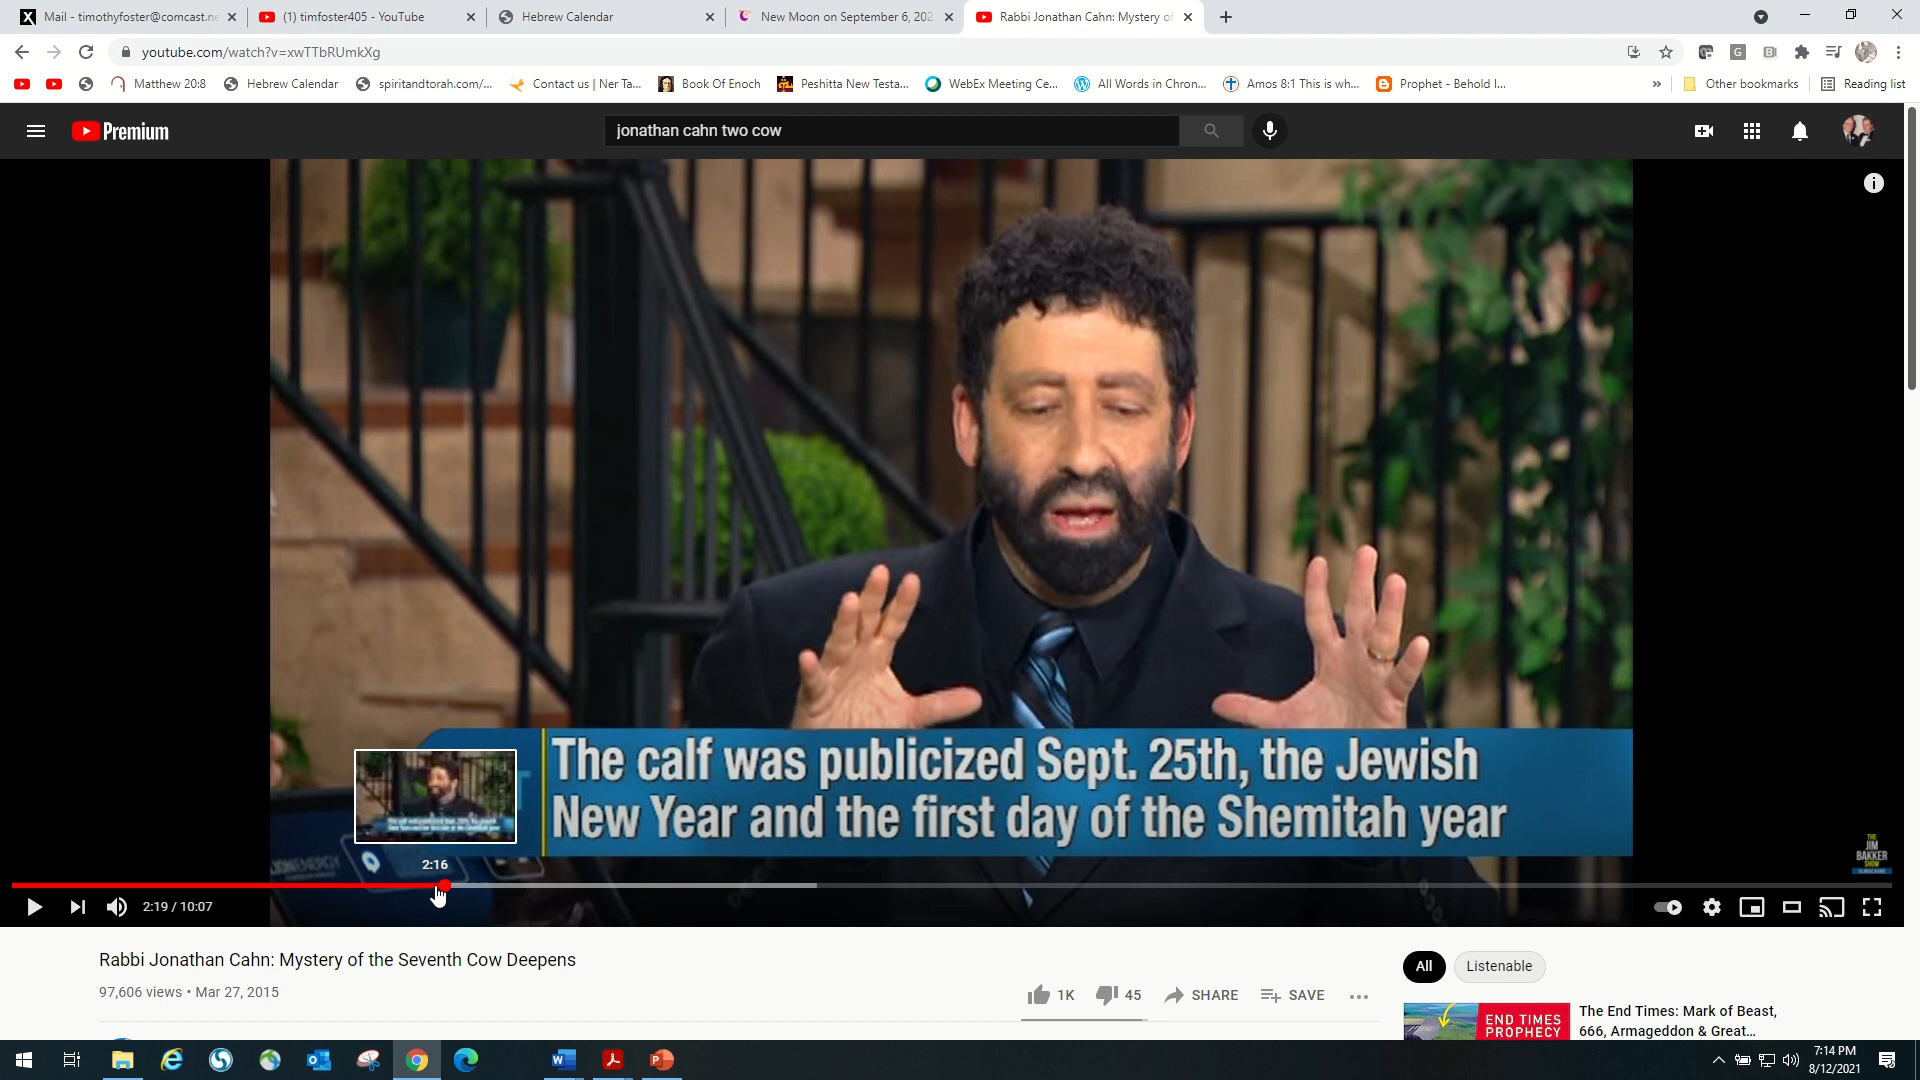 Mail - timothyfoster@comcast.ne
(1) timfoster405 - YouTube
Hebrew Calendar
New Moon on September 6, 202
Rabbi Jonathan Cahn: Mystery of
youtube.com/watch?v=xwTTbRUmkXg
Matthew 20:8
Hebrew Calendar
spiritandtorah.com/...
Contact us | Ner Ta...
Book Of Enoch
Peshitta New Testa...
WebEx Meeting Ce...
All Words in Chron...
Amos 8:1 This is wh...
Prophet - Behold I...
»
Other bookmarks
Reading list
Premium
jonathan cahn two cow
The calf was publicized Sept. 25th, the Jewish
New Year and the first day of the Shemitah year
2:16
THE
JIM
BAKKER
SHOW
SUBSCRIBE
2:19 / 10:07
Rabbi Jonathan Cahn: Mystery of the Seventh Cow Deepens
97,606 views • Mar 27, 2015
1K
45
SHARE
SAVE
All
Listenable
END TIMES
PROPHECY
The End Times: Mark of Beast,
666, Armageddon & Great...
7:14 PM
8/12/2021